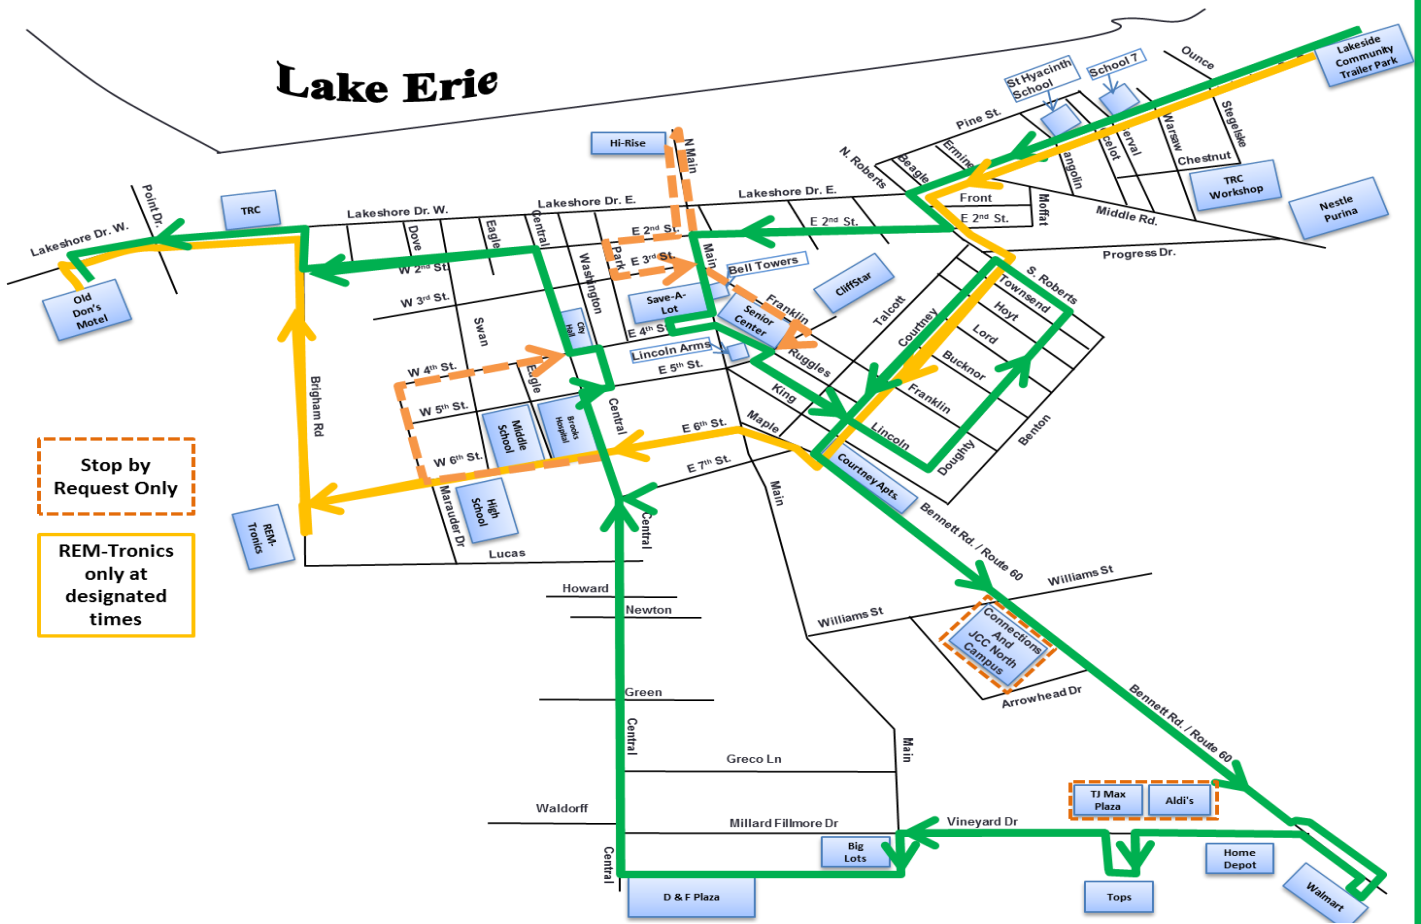 Lake Erie
Ounce
Lakeside
Community
Trailer Park
School 7
St Hyacinth
School
Pine St.
Stegelske
Warsaw
Ermine
Beagle
N. Roberts
Chestnut
TRC
Workshop
Nestle
Purina
Front
Moffat
Middle Rd.
E 2nd St.
Progress Dr.
Hi-Rise
N Main
Lakeshore Dr. E.
Lakeshore Dr. E.
E 2nd St.
E 2nd St.
E 3rd St.
Park
Main
Bell Towers
CliffStar
Save-A-
Lot
Senior
Center
Franklin
E 4th St.
Lincoln Arms
E 5th St.
Ruggles
King
Maple
Talcott
Courtney
S. Roberts
Townsend
Hoyt
Lord
Bucknor
Franklin
Lincoln
Doughty
Benton
Courtney Apts.
TRC
Point Dr.
Lakeshore Dr. W.
Lakeshore Dr. W.
Old
Don's
Motel
Dove
Eagle
Central
Washington
W 2nd St.
W 3rd St.
Swan
City
Hall
W 4th St.
Eagle
W 5th St.
Middle
School
Brooks
Hospital
Central
W 6th St.
High
School
Marauder Dr
E 6th St.
E 7th St.
Main
Brigham Rd
REM-
Tronics
Lucas
Central
Stop by
Request Only
REM-Tronics
only at
designated
times
Howard
Newton
Green
Central
Greco Ln
Main
Waldorff
Millard Fillmore Dr
Central
Big
Lots
D & F Plaza
Bennett Rd. / Route 60
Williams St
Williams St
Connections
And
JCC North
Campus
Arrowhead Dr
Bennett Rd. / Route 60
TJ Max
Plaza
Aldi's
Vineyard Dr
Tops
Home
Depot
Walmart